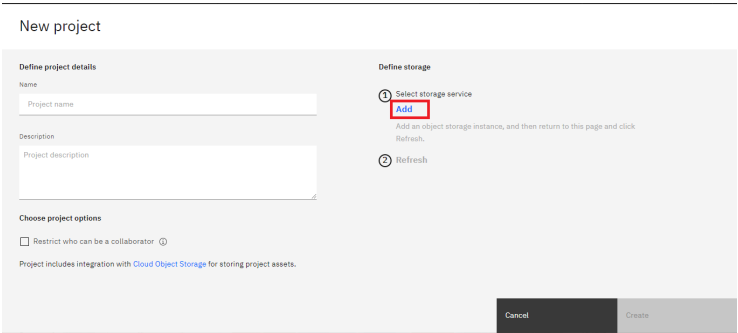 New project
Define project details
Name
Project name
Description
Project description
Choose project options
Restrict who can be a collaborator
Project includes integration with Cloud Object Storage for storing project assets.
Define storage
1 Select storage service
Add
Add an object storage instance, and then return to this page and click
Refresh.
2 Refresh
Cancel
Create